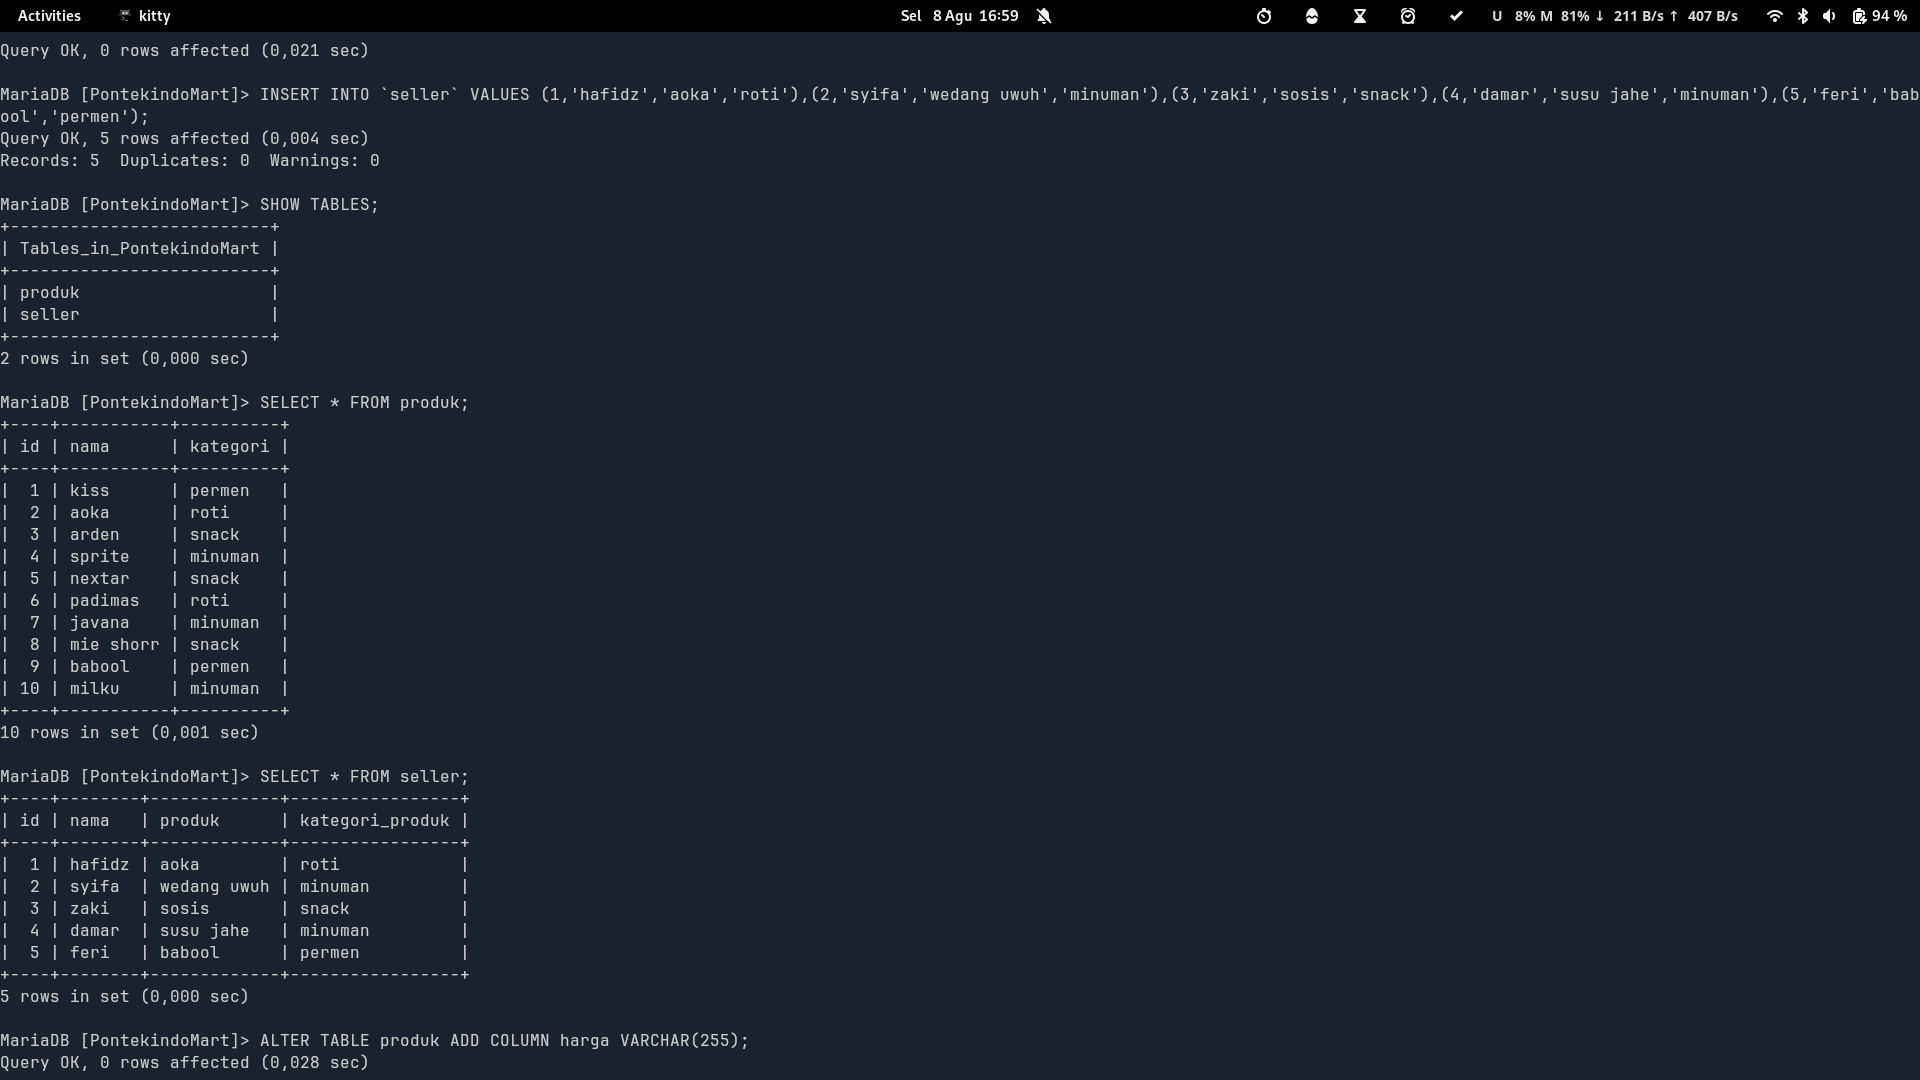 Activities kitty Sel 8 Agu 16:59 U 8% M 81% ↓ 211 B/s ↑ 407 B/s 94 %
Query OK, 0 rows affected (0,021 sec)

MariaDB [PontekindoMart]> INSERT INTO `seller` VALUES (1,'hafidz','aoka','roti'),(2,'syifa','wedang uwuh','minuman'),(3,'zaki','sosis','snack'),(4,'damar','susu jahe','minuman'),(5,'feri','bab
ool','permen');
Query OK, 5 rows affected (0,004 sec)
Records: 5  Duplicates: 0  Warnings: 0

MariaDB [PontekindoMart]> SHOW TABLES;
+--------------------------+
| Tables_in_PontekindoMart |
+--------------------------+
| produk                   |
| seller                   |
+--------------------------+
2 rows in set (0,000 sec)

MariaDB [PontekindoMart]> SELECT * FROM produk;
+----+-----------+----------+
| id | nama      | kategori |
+----+-----------+----------+
|  1 | kiss      | permen   |
|  2 | aoka      | roti     |
|  3 | arden     | snack    |
|  4 | sprite    | minuman  |
|  5 | nextar    | snack    |
|  6 | padimas   | roti     |
|  7 | javana    | minuman  |
|  8 | mie shorr | snack    |
|  9 | babool    | permen   |
| 10 | milku     | minuman  |
+----+-----------+----------+
10 rows in set (0,001 sec)

MariaDB [PontekindoMart]> SELECT * FROM seller;
+----+--------+-------------+-----------------+
| id | nama   | produk      | kategori_produk |
+----+--------+-------------+-----------------+
|  1 | hafidz | aoka        | roti            |
|  2 | syifa  | wedang uwuh | minuman         |
|  3 | zaki   | sosis       | snack           |
|  4 | damar  | susu jahe   | minuman         |
|  5 | feri   | babool      | permen          |
+----+--------+-------------+-----------------+
5 rows in set (0,000 sec)

MariaDB [PontekindoMart]> ALTER TABLE produk ADD COLUMN harga VARCHAR(255);
Query OK, 0 rows affected (0,028 sec)